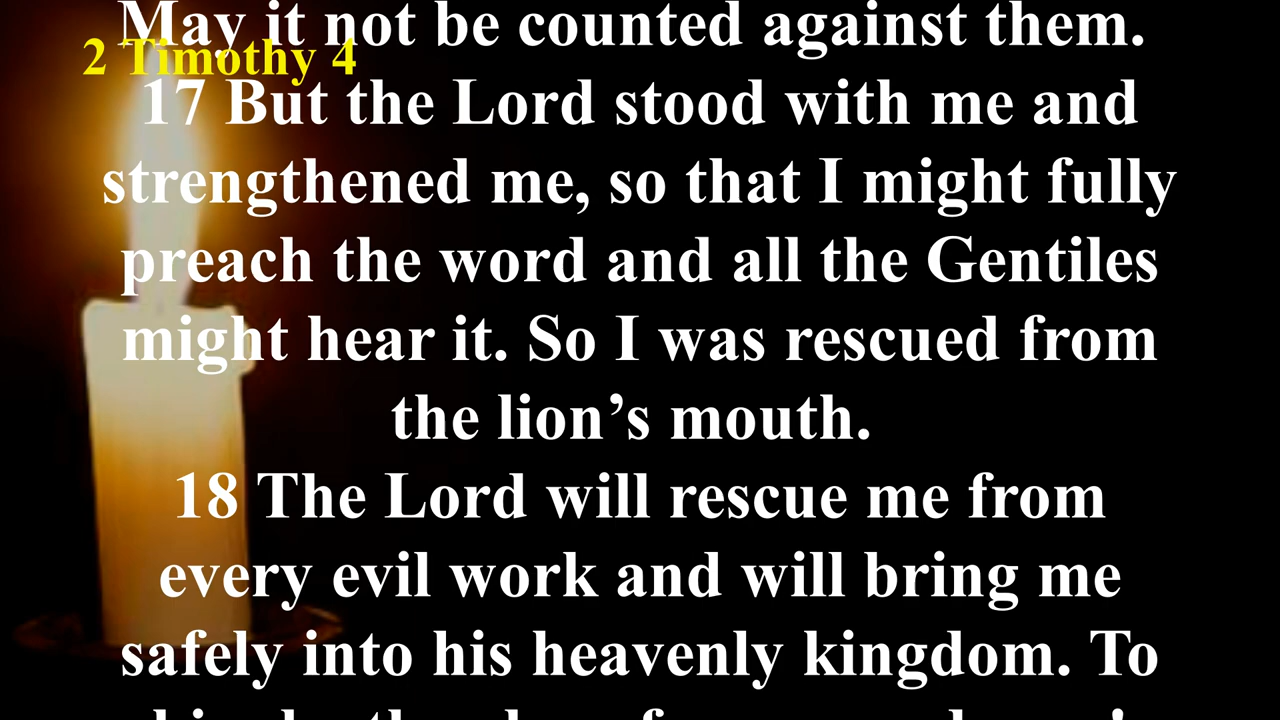 May it not be counted against them.
2 Timothy 4
17 But the Lord stood with me and
strengthened me, so that I might fully
preach the word and all the Gentiles
might hear it. So I was rescued from
the lion’s mouth.
18 The Lord will rescue me from
every evil work and will bring me
safely into his heavenly kingdom. To